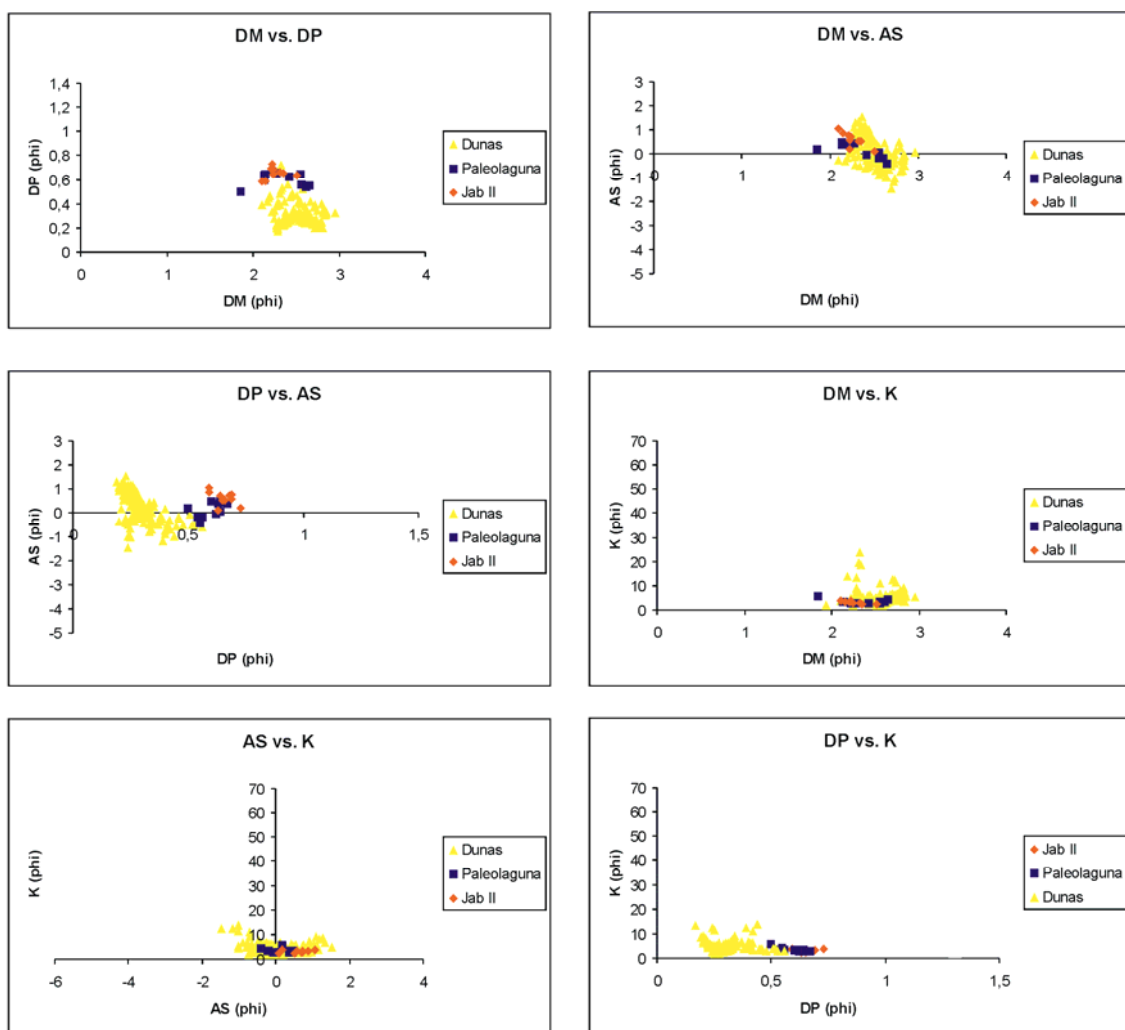 DM vs. DP
1,4
1,2
1
0,8
0,6
0,4
0,2
0
DP (phi)
0 1 2 3 4
DM (phi)
Dunas
Paleolaguna
Jab II
DM vs. AS
3
2
1
0
-1
-2
-3
-4
-5
AS (phi)
0 1 2 3 4
DM (phi)
Dunas
Paleolaguna
Jab II
DP vs. AS
3
2
1
0
-1
-2
-3
-4
-5
AS (phi)
0 0,5 1 1,5
DP (phi)
Dunas
Paleolaguna
Jab II
DM vs. K
70
60
50
40
30
20
10
0
K (phi)
0 1 2 3 4
DM (phi)
Dunas
Paleolaguna
Jab II
AS vs. K
70
60
50
40
30
20
10
0
K (phi)
-6 -4 -2 0 2 4
AS (phi)
Dunas
Paleolaguna
Jab II
DP vs. K
70
60
50
40
30
20
10
0
K (phi)
0 0,5 1 1,5
DP (phi)
Jab II
Paleolaguna
Dunas